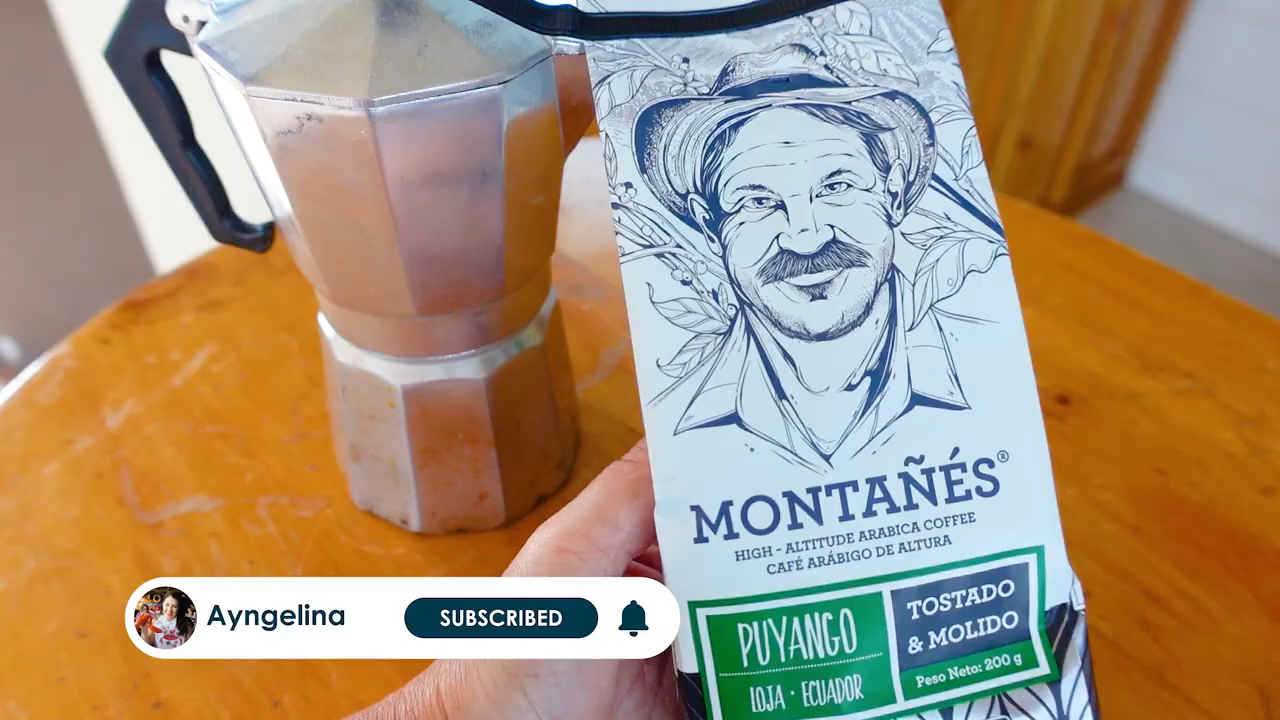 MONTAÑÉS®
HIGH - ALTITUDE ARABICA COFFEE
CAFÉ ARÁBIGO DE ALTURA
PUYANGO
LOJA · ECUADOR
TOSTADO
& MOLIDO
Peso Neto: 200 g
Ayngelina
SUBSCRIBED